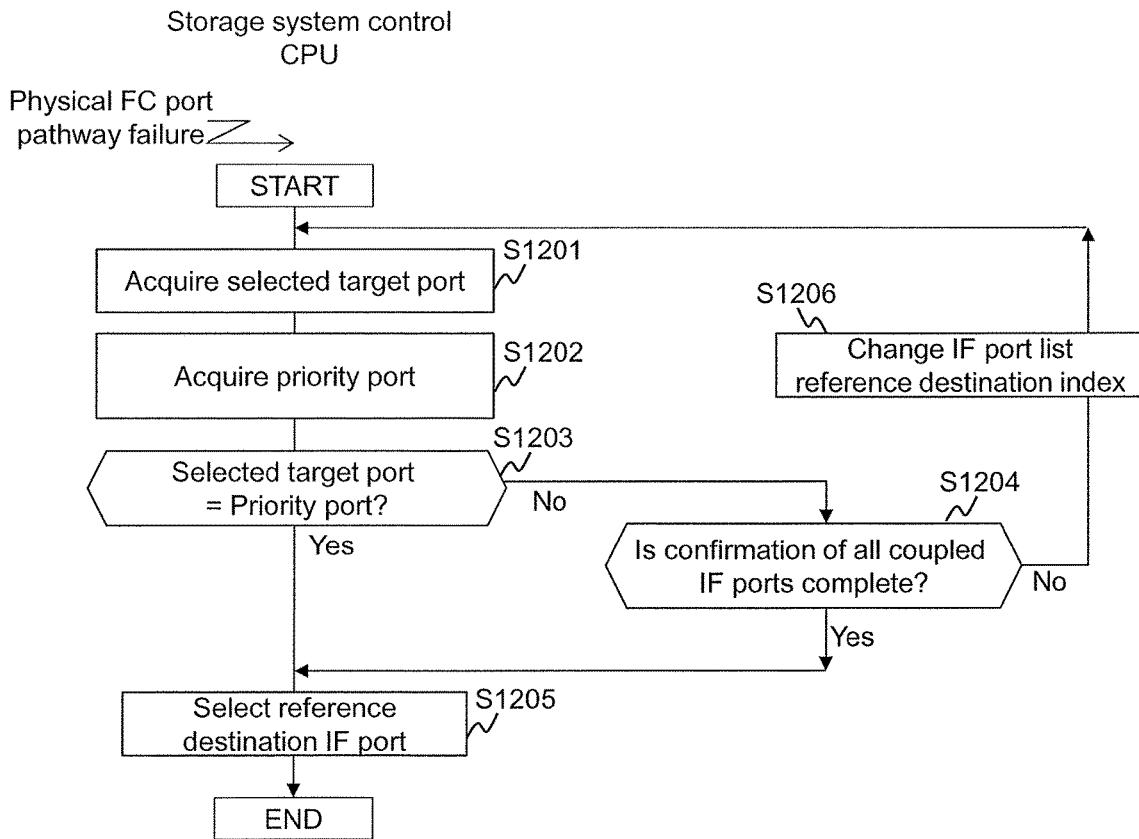 Storage system control
CPU
Physical FC port
pathway failure
START
S1201
Acquire selected target port
S1206
Change IF port list
reference destination index
S1202
Acquire priority port
S1203
Selected target port
= Priority port?
No
Yes
S1204
Is confirmation of all coupled
IF ports complete?
No
Yes
S1205
Select reference
destination IF port
END